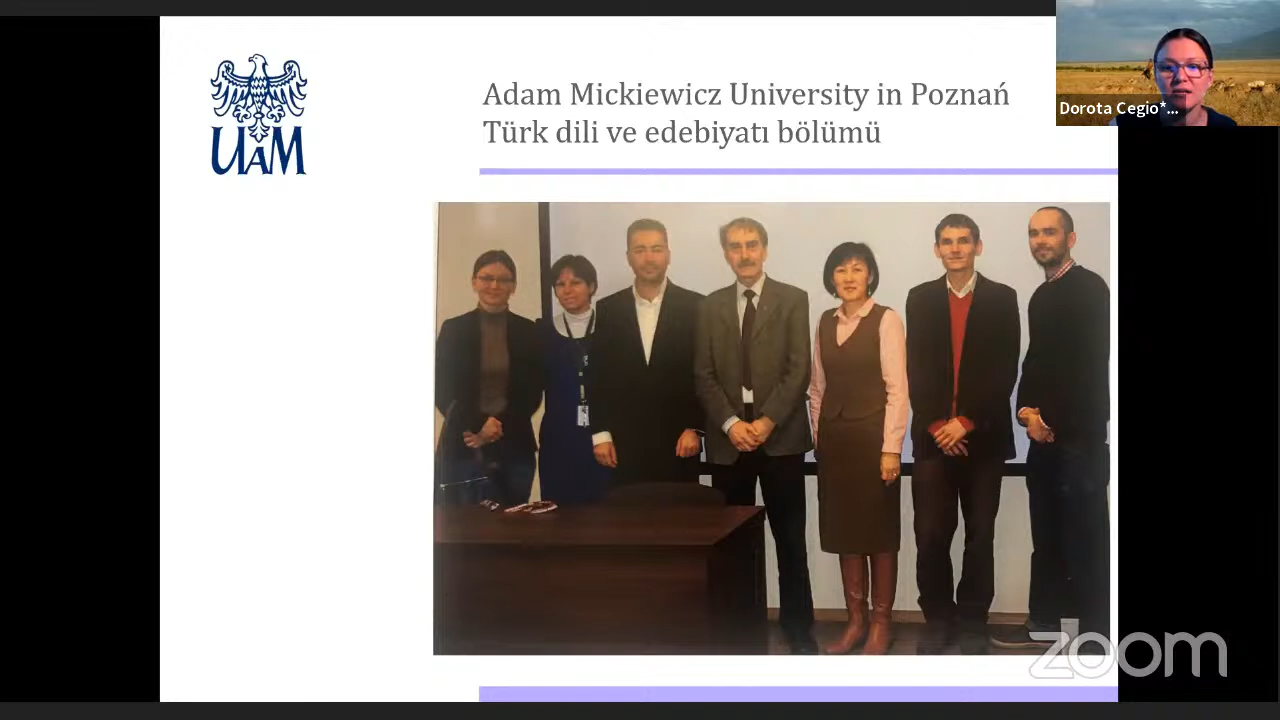 UAM
Adam Mickiewicz University in Poznań
Türk dili ve edebiyatı bölümü
Dorota Cegio*...
zoom